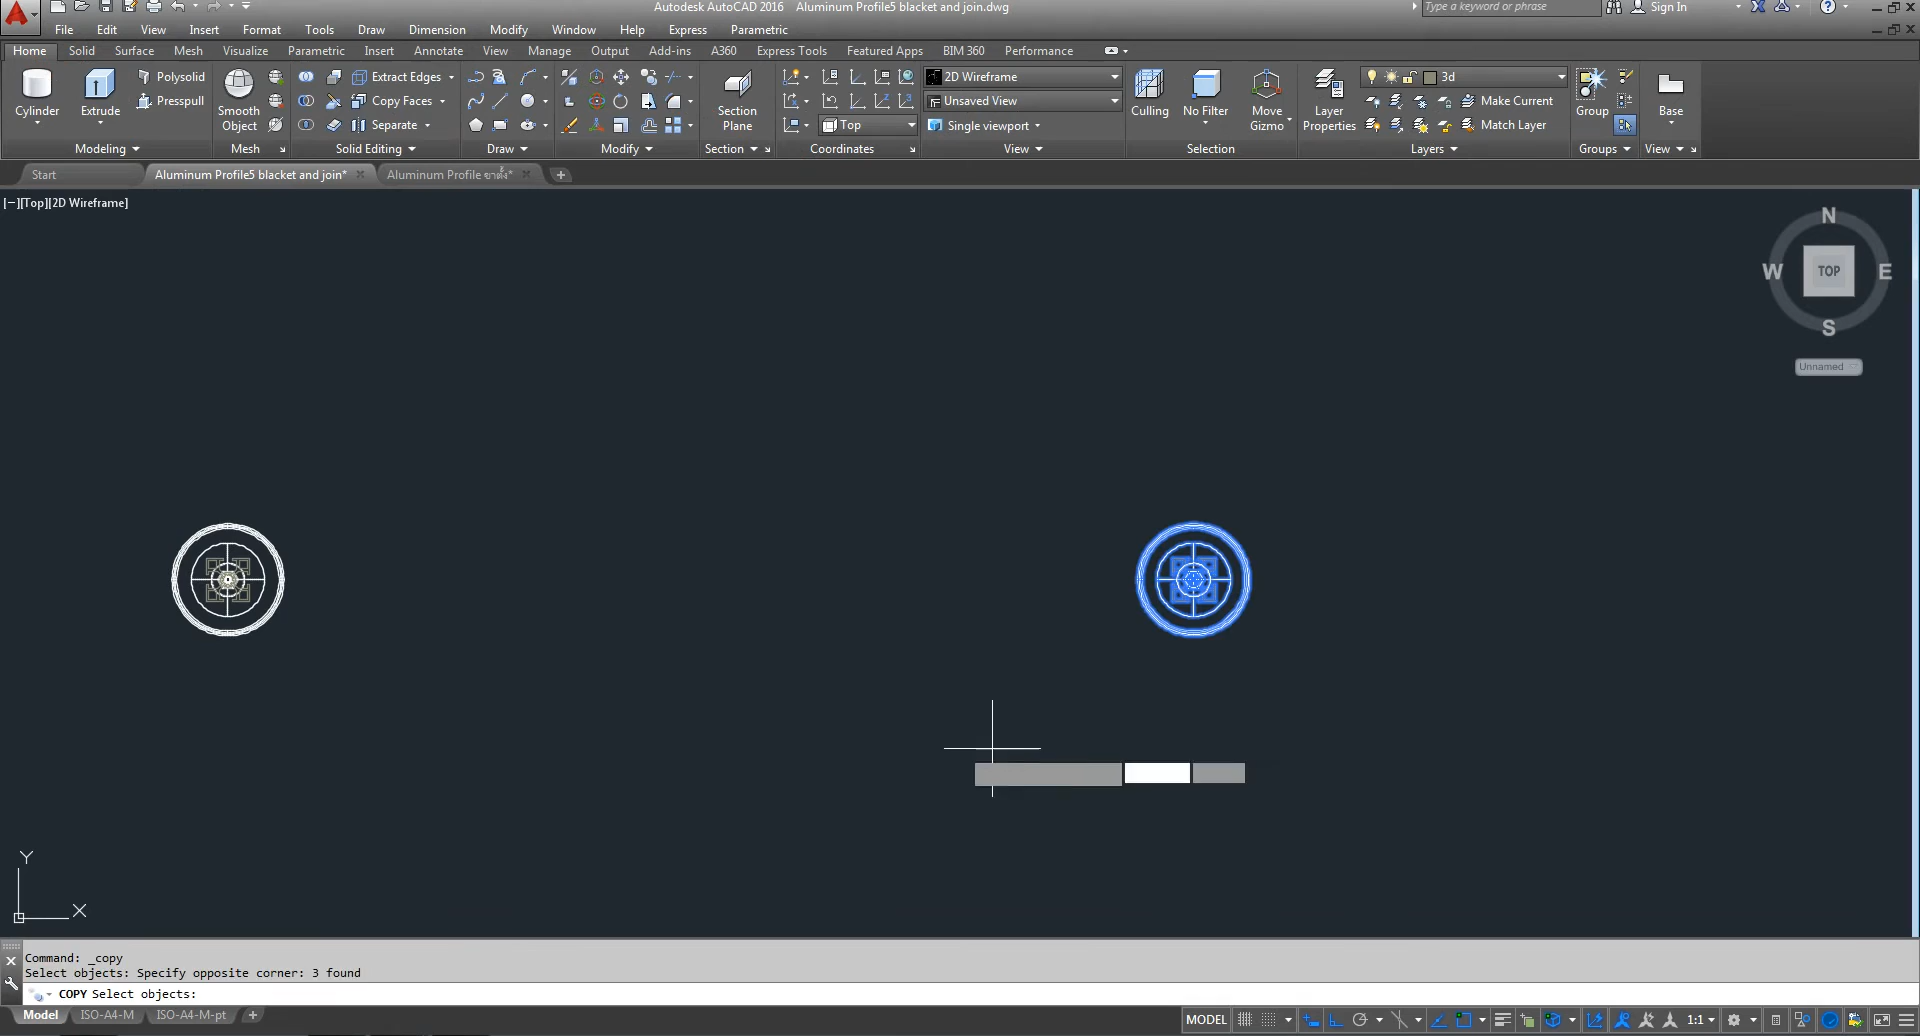 Autodesk AutoCAD 2016 Aluminum Profile5 blacket and join.dwg
Type a keyword or phrase
Sign In
File Edit View Insert Format Tools Draw Dimension Modify Window Help Express Parametric
Home Solid Surface Mesh Visualize Parametric Insert Annotate View Manage Output Add-ins A360 Express Tools Featured Apps BIM 360 Performance
Polysolid Extract Edges 2D Wireframe 3d
Copy Faces Unsaved View Make Current
Presspull
Cylinder Extrude Smooth Object Section Plane Culling No Filter Move Gizmo Layer Properties Group Base
Separate Top Single viewport Match Layer
Modeling Mesh Solid Editing Draw Modify Section Coordinates View Selection Layers Groups View
Start Aluminum Profile5 blacket and join* Aluminum Profile ขาตั้ง*
[−][Top][2D Wireframe]
N
W TOP E
S
Unnamed
Y
X
Command: _copy
Select objects: Specify opposite corner: 3 found
COPY Select objects:
Model ISO-A4-M ISO-A4-M-pt
MODEL 1:1